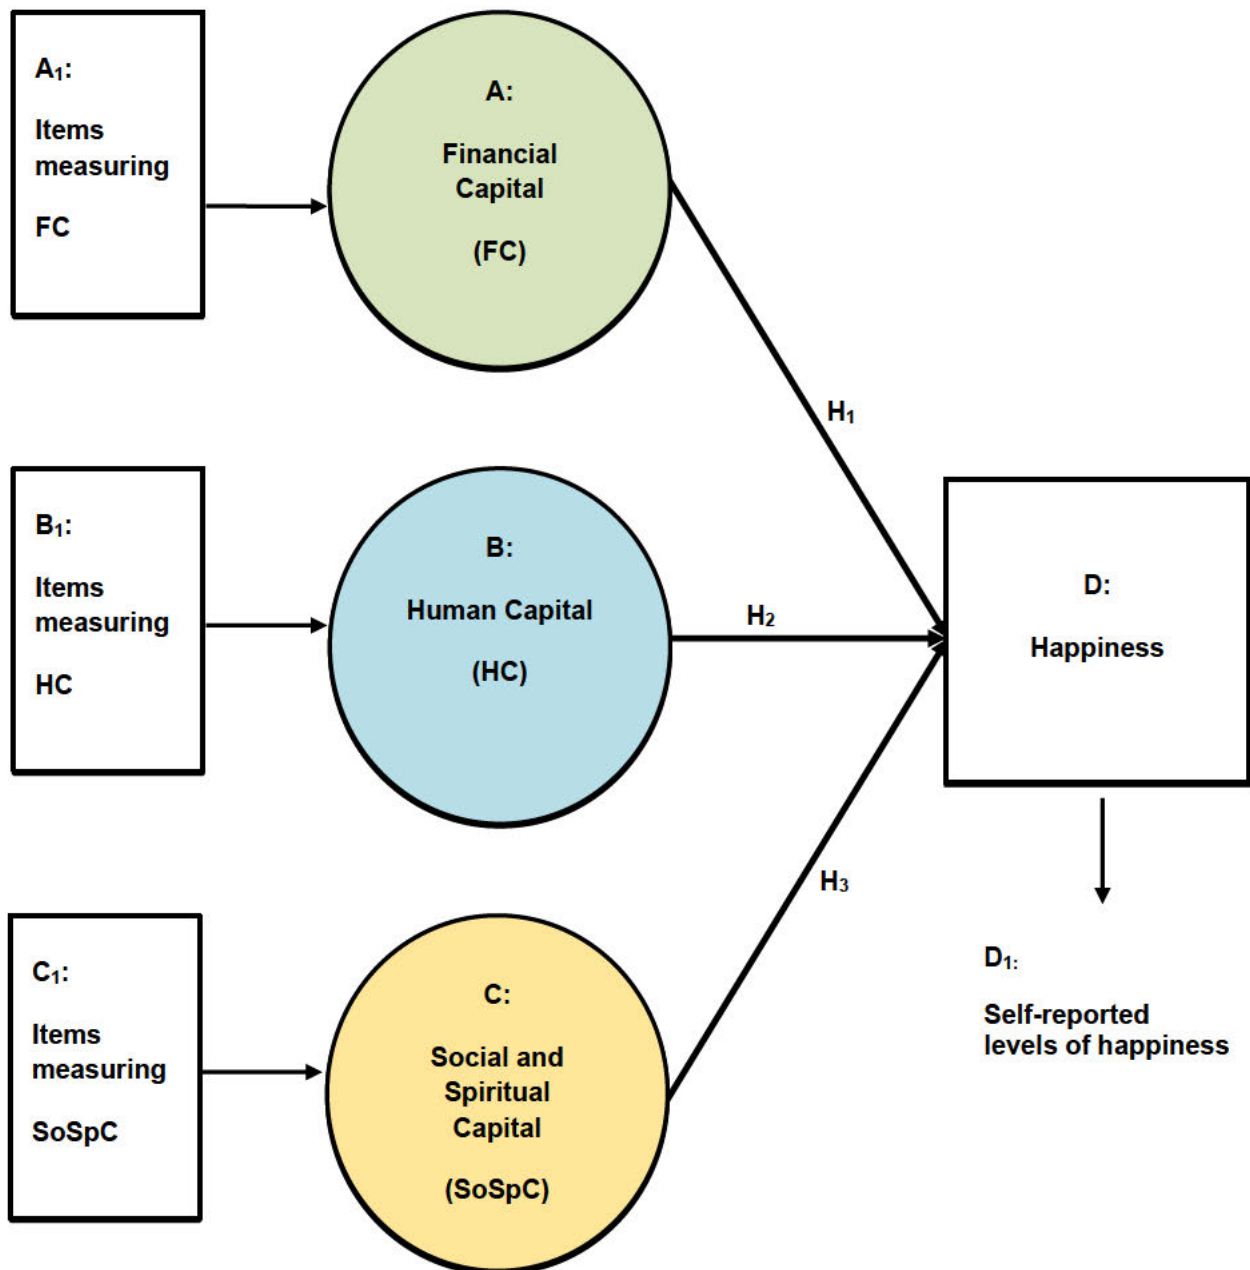 A₁:
Items
measuring
FC
A:
Financial
Capital
(FC)
H₁
B₁:
Items
measuring
HC
B:
Human Capital
(HC)
H₂
D:
Happiness
H₃
C₁:
Items
measuring
SoSpC
C:
Social and
Spiritual
Capital
(SoSpC)
D₁:
Self-reported
levels of happiness